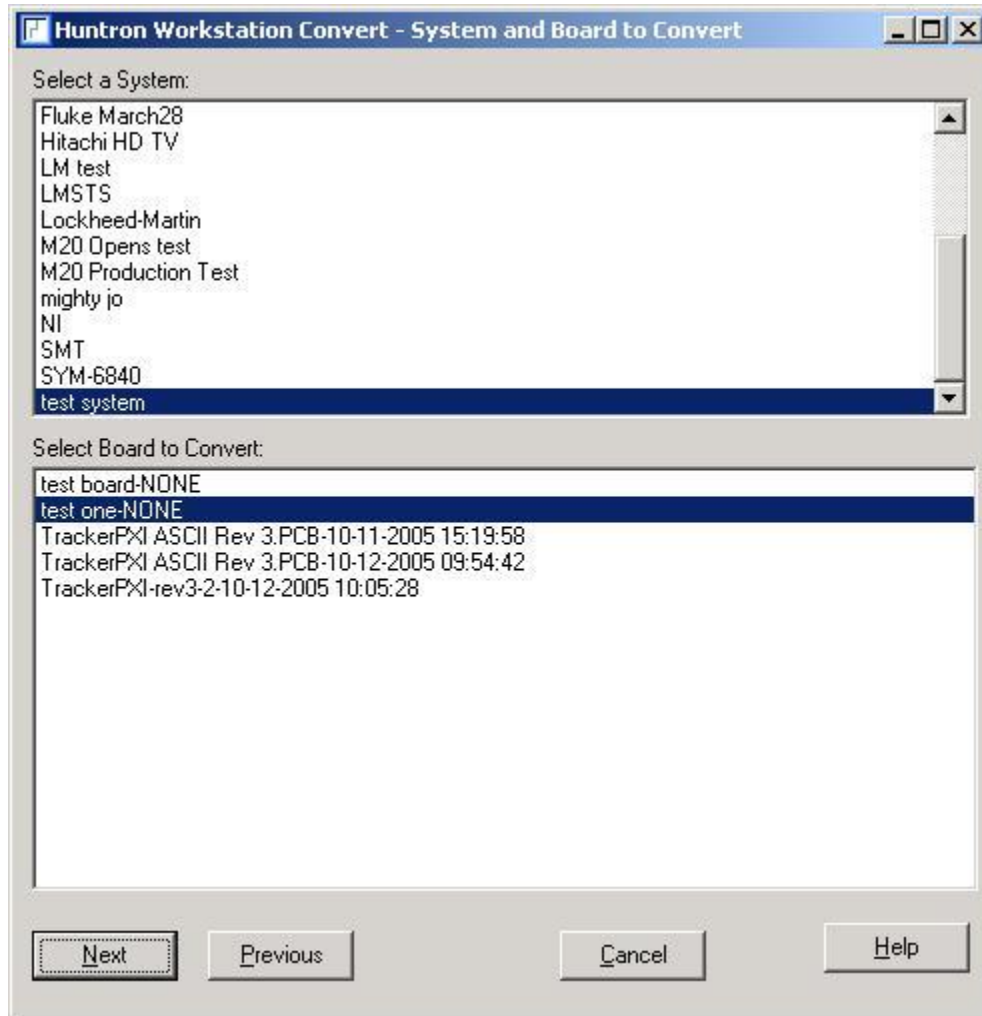 Huntron Workstation Convert - System and Board to Convert
Select a System:
Fluke March28
Hitachi HD TV
LM test
LMSTS
Lockheed-Martin
M20 Opens test
M20 Production Test
mighty jo
NI
SMT
SYM-6840
test system
Select Board to Convert:
test board-NONE
test one-NONE
TrackerPXI ASCII Rev 3.PCB-10-11-2005 15:19:58
TrackerPXI ASCII Rev 3.PCB-10-12-2005 09:54:42
TrackerPXI-rev3-2-10-12-2005 10:05:28
Next Previous Cancel Help